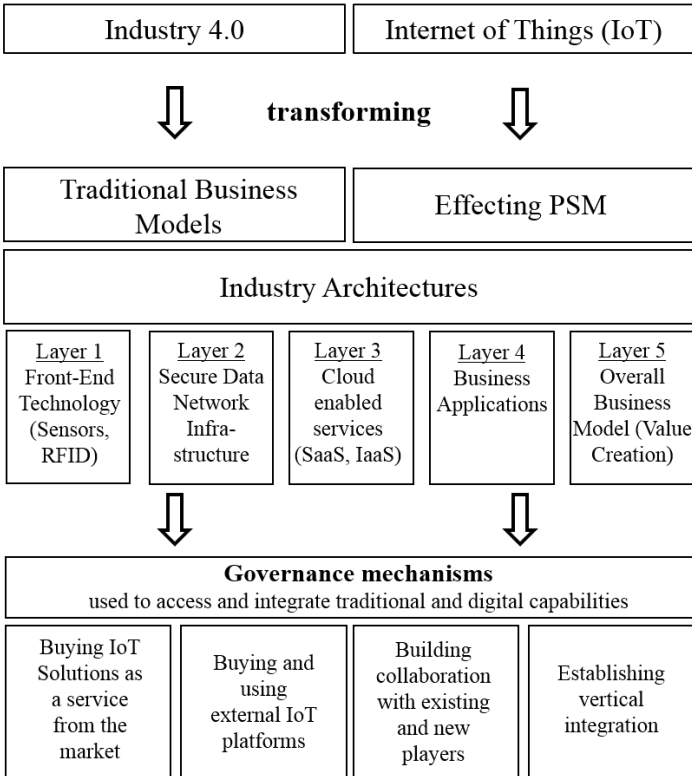 Industry 4.0
Internet of Things (IoT)
transforming
Traditional Business
Models
Effecting PSM
Industry Architectures
Layer 1
Front-End
Technology
(Sensors,
RFID)
Layer 2
Secure Data
Network
Infra-
structure
Layer 3
Cloud
enabled
services
(SaaS, IaaS)
Layer 4
Business
Applications
Layer 5
Overall
Business
Model (Value
Creation)
Governance mechanisms
used to access and integrate traditional and digital capabilities
Buying IoT
Solutions as
a service
from the
market
Buying and
using
external IoT
platforms
Building
collaboration
with existing
and new
players
Establishing
vertical
integration